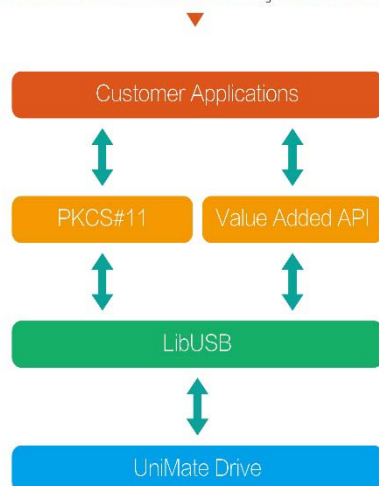 Customer Applications
PKCS#11
Value Added API
LibUSB
UniMate Drive